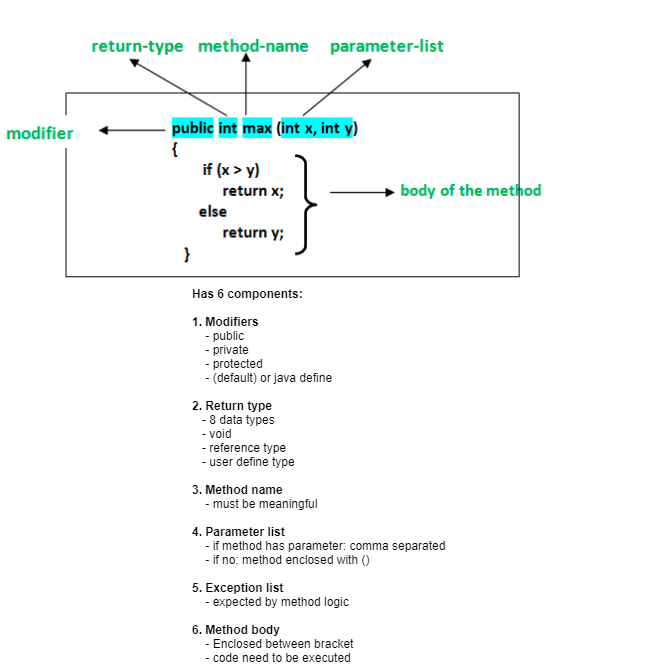 return-type method-name parameter-list
modifier
public int max (int x, int y)
{
if (x > y)
return x;
body of the method
else
return y;
}
Has 6 components:
1. Modifiers
- public
- private
- protected
- (default) or java define
2. Return type
- 8 data types
- void
- reference type
- user define type
3. Method name
- must be meaningful
4. Parameter list
- if method has parameter: comma separated
- if no: method enclosed with ()
5. Exception list
- expected by method logic
6. Method body
- Enclosed between bracket
- code need to be executed